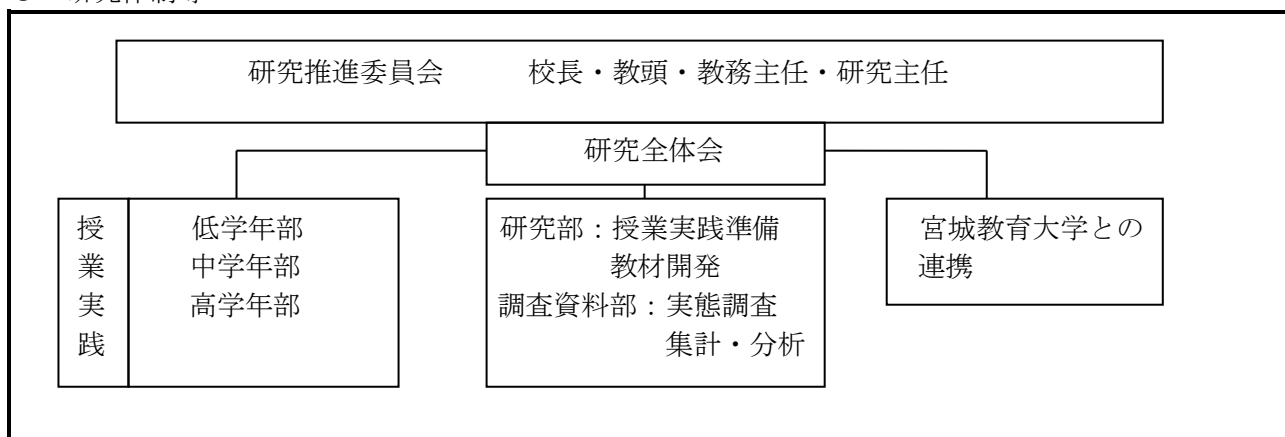 研究推進委員会　　　校長・教頭・教務主任・研究主任
研究全体会
授業実践
低学年部
中学年部
高学年部
研究部：授業実践準備
教材開発
調査資料部：実態調査
集計・分析
宮城教育大学との
連携